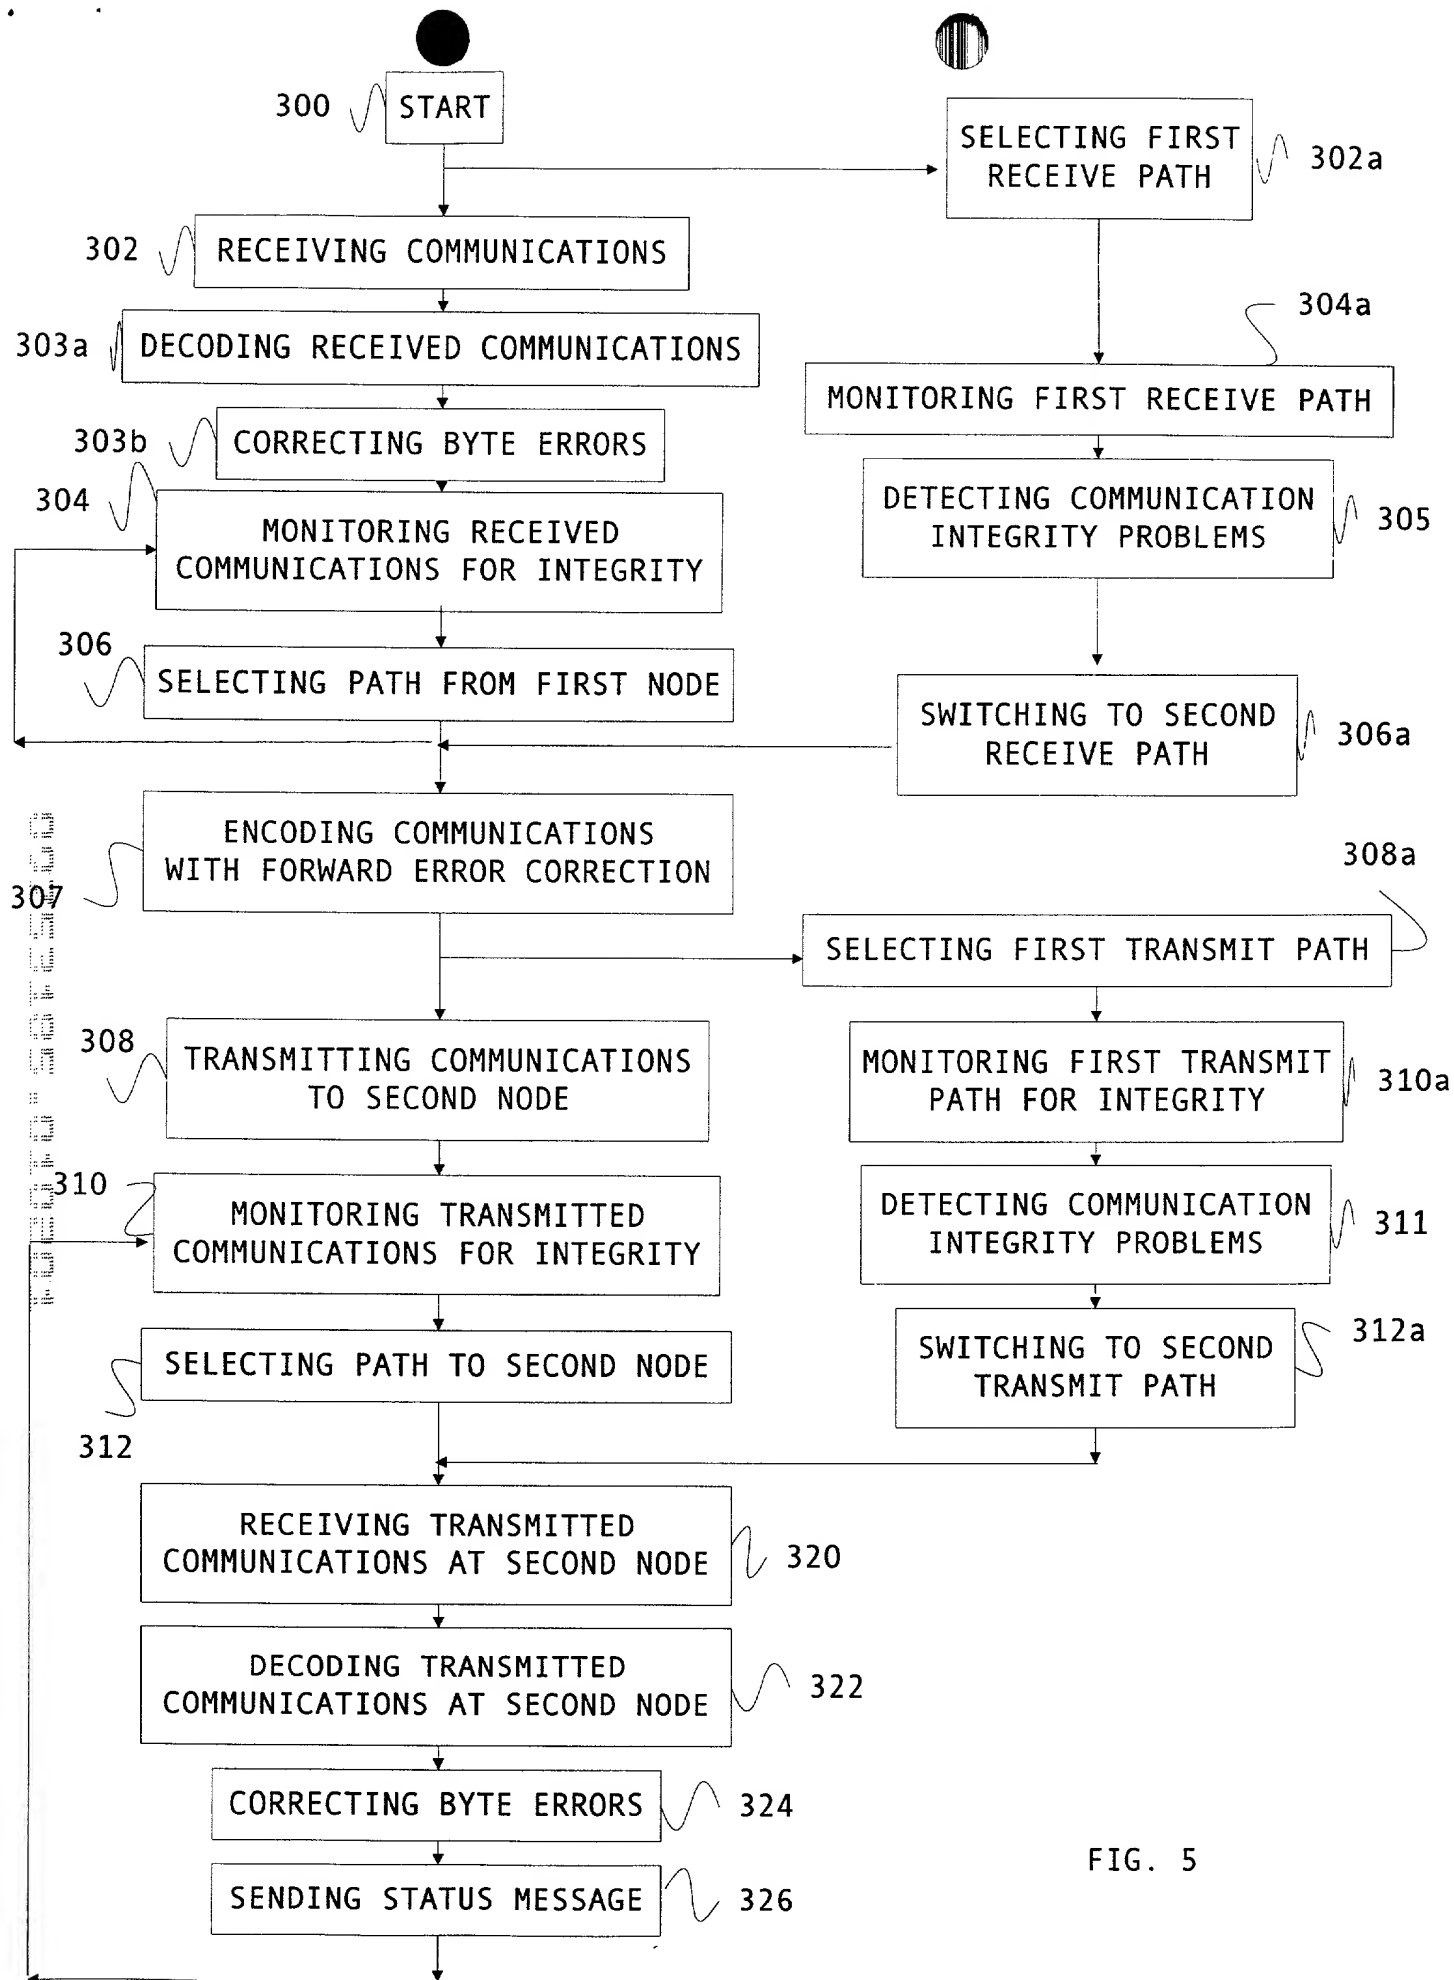 300
START
SELECTING FIRST
RECEIVE PATH
302a
302
RECEIVING COMMUNICATIONS
303a
DECODING RECEIVED COMMUNICATIONS
304a
MONITORING FIRST RECEIVE PATH
303b
CORRECTING BYTE ERRORS
304
MONITORING RECEIVED
COMMUNICATIONS FOR INTEGRITY
DETECTING COMMUNICATION
INTEGRITY PROBLEMS
305
306
SELECTING PATH FROM FIRST NODE
SWITCHING TO SECOND
RECEIVE PATH
306a
307
ENCODING COMMUNICATIONS
WITH FORWARD ERROR CORRECTION
308a
SELECTING FIRST TRANSMIT PATH
308
TRANSMITTING COMMUNICATIONS
TO SECOND NODE
MONITORING FIRST TRANSMIT
PATH FOR INTEGRITY
310a
310
MONITORING TRANSMITTED
COMMUNICATIONS FOR INTEGRITY
DETECTING COMMUNICATION
INTEGRITY PROBLEMS
311
SELECTING PATH TO SECOND NODE
312
SWITCHING TO SECOND
TRANSMIT PATH
312a
RECEIVING TRANSMITTED
COMMUNICATIONS AT SECOND NODE
320
DECODING TRANSMITTED
COMMUNICATIONS AT SECOND NODE
322
CORRECTING BYTE ERRORS
324
SENDING STATUS MESSAGE
326
FIG. 5